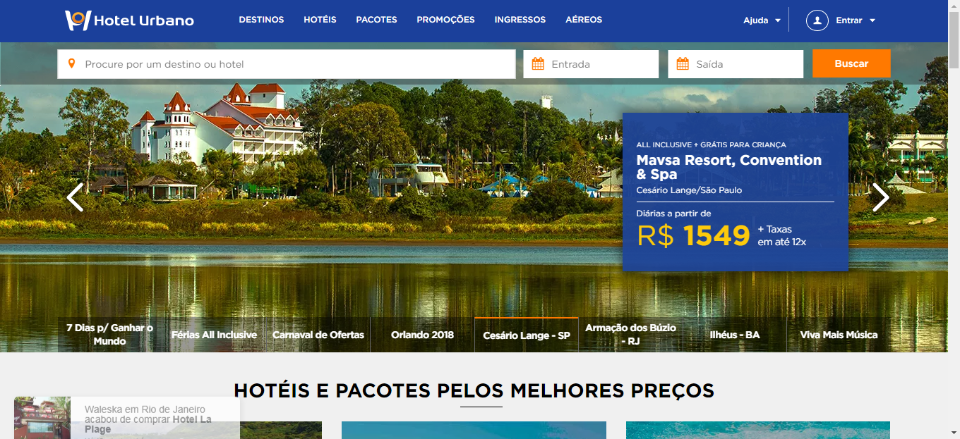 Hotel Urbano
DESTINOS HOTÉIS PACOTES PROMOÇÕES INGRESSOS AÉREOS
Ajuda
Entrar
Procure por um destino ou hotel
Entrada
Saída
Buscar
ALL INCLUSIVE + GRÁTIS PARA CRIANÇA
Mavsa Resort, Convention
& Spa
Cesário Lange/São Paulo
Diárias a partir de
R$ 1549
+ Taxas
em até 12x
7 Dias p/ Ganhar o
Mundo
Férias All Inclusive
Carnaval de Ofertas
Orlando 2018
Cesário Lange - SP
Armação dos Búzio
- RJ
Ilhéus - BA
Viva Mais Música
HOTÉIS E PACOTES PELOS MELHORES PREÇOS
Waleska em Rio de Janeiro
acabou de comprar Hotel La
Plage